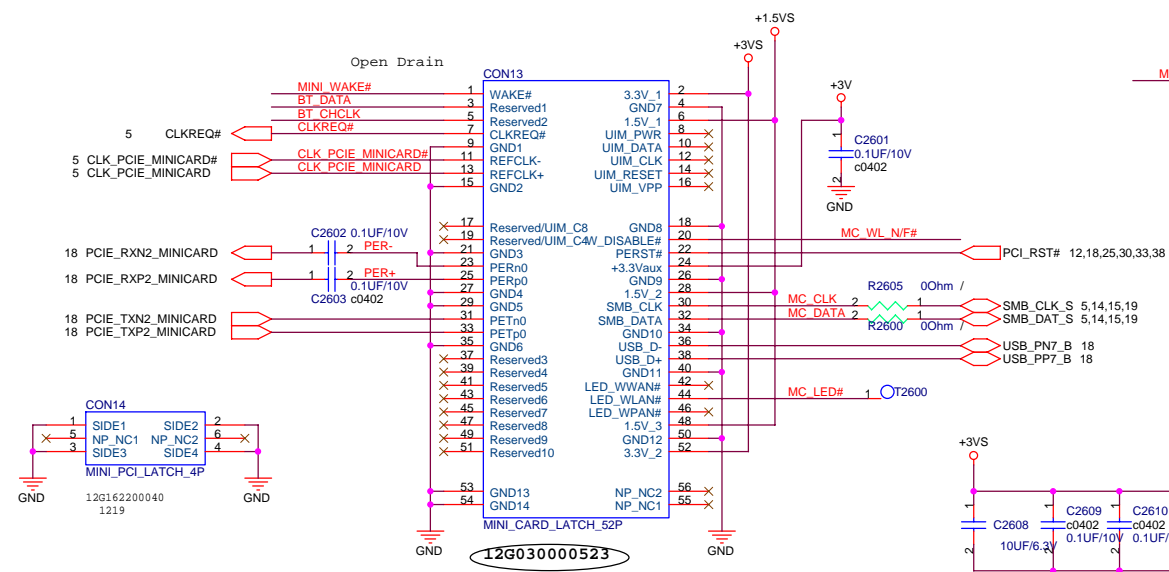 +1.5VS
+3VS
Open Drain
CON13
M
+3V
MINI_WAKE# 1 WAKE# 3.3V_1 2
BT_DATA 3 Reserved1 GND7 4
BT_CHCLK 5 Reserved2 1.5V_1 6
5 CLKREQ# CLKREQ# 7 CLKREQ# UIM_PWR 8
9 GND1 UIM_DATA 10
5 CLK_PCIE_MINICARD# CLK_PCIE_MINICARD# 11 REFCLK- UIM_CLK 12
5 CLK_PCIE_MINICARD CLK_PCIE_MINICARD 13 REFCLK+ UIM_RESET 14
15 GND2 UIM_VPP 16
1 C2601
0.1UF/10V
c0402
2
GND
17 Reserved/UIM_C8 GND8 18
19 Reserved/UIM_C4 W_DISABLE# 20 MC_WL_N/F#
C2602 0.1UF/10V 21 GND3 PERST# 22 PCI_RST# 12,18,25,30,33,38
18 PCIE_RXN2_MINICARD 1 2 PER- 23 PERn0 +3.3Vaux 24
18 PCIE_RXP2_MINICARD 1 2 PER+ 25 PERp0 GND9 26
0.1UF/10V
C2603 c0402
27 GND4 1.5V_2 28
R2605 0Ohm /
29 GND5 SMB_CLK 30 MC_CLK 2 1 SMB_CLK_S 5,14,15,19
18 PCIE_TXN2_MINICARD 31 PETn0 SMB_DATA 32 MC_DATA 2 1 SMB_DAT_S 5,14,15,19
R2600 0Ohm /
18 PCIE_TXP2_MINICARD 33 PETp0 GND10 34
35 GND6 USB_D- 36 USB_PN7_B 18
37 Reserved3 USB_D+ 38 USB_PP7_B 18
39 Reserved4 GND11 40
41 Reserved5 LED_WWAN# 42
43 Reserved6 LED_WLAN# 44 MC_LED# 1 T2600
45 Reserved7 LED_WPAN# 46
47 Reserved8 1.5V_3 48
49 Reserved9 GND12 50
51 Reserved10 3.3V_2 52
53 GND13 NP_NC2 56
54 GND14 NP_NC1 55
MINI_CARD_LATCH_52P
GND
GND
12G030000523
CON14
1 SIDE1 SIDE2 2
5 NP_NC1 NP_NC2 6
3 SIDE3 SIDE4 4
MINI_PCI_LATCH_4P
GND
GND
12G162200040
1219
+3VS
1 1 1
C2608 C2609 C2610
c0402 c0402
10UF/6.3V 0.1UF/10V 0.1UF/
2 2 2